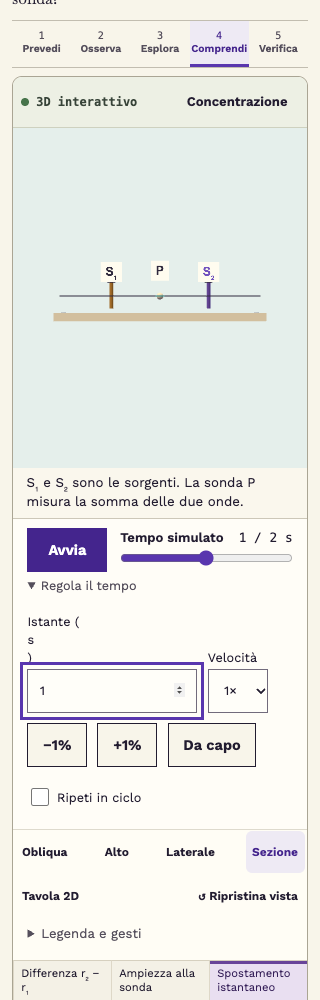 sonda?
1 2 3 4 5
Prevedi Osserva Esplora Comprendi Verifica
3D interattivo Concentrazione
S₁ P S₂
S₁ e S₂ sono le sorgenti. La sonda P
misura la somma delle due onde.
Avvia Tempo simulato 1 / 2 s
▼ Regola il tempo
Istante (
s
) Velocità
1 1×
−1% +1% Da capo
Ripeti in ciclo
Obliqua Alto Laterale Sezione
Tavola 2D ↺ Ripristina vista
▶ Legenda e gesti
Differenza r₂ − Ampiezza alla Spostamento
r₁ sonda istantaneo